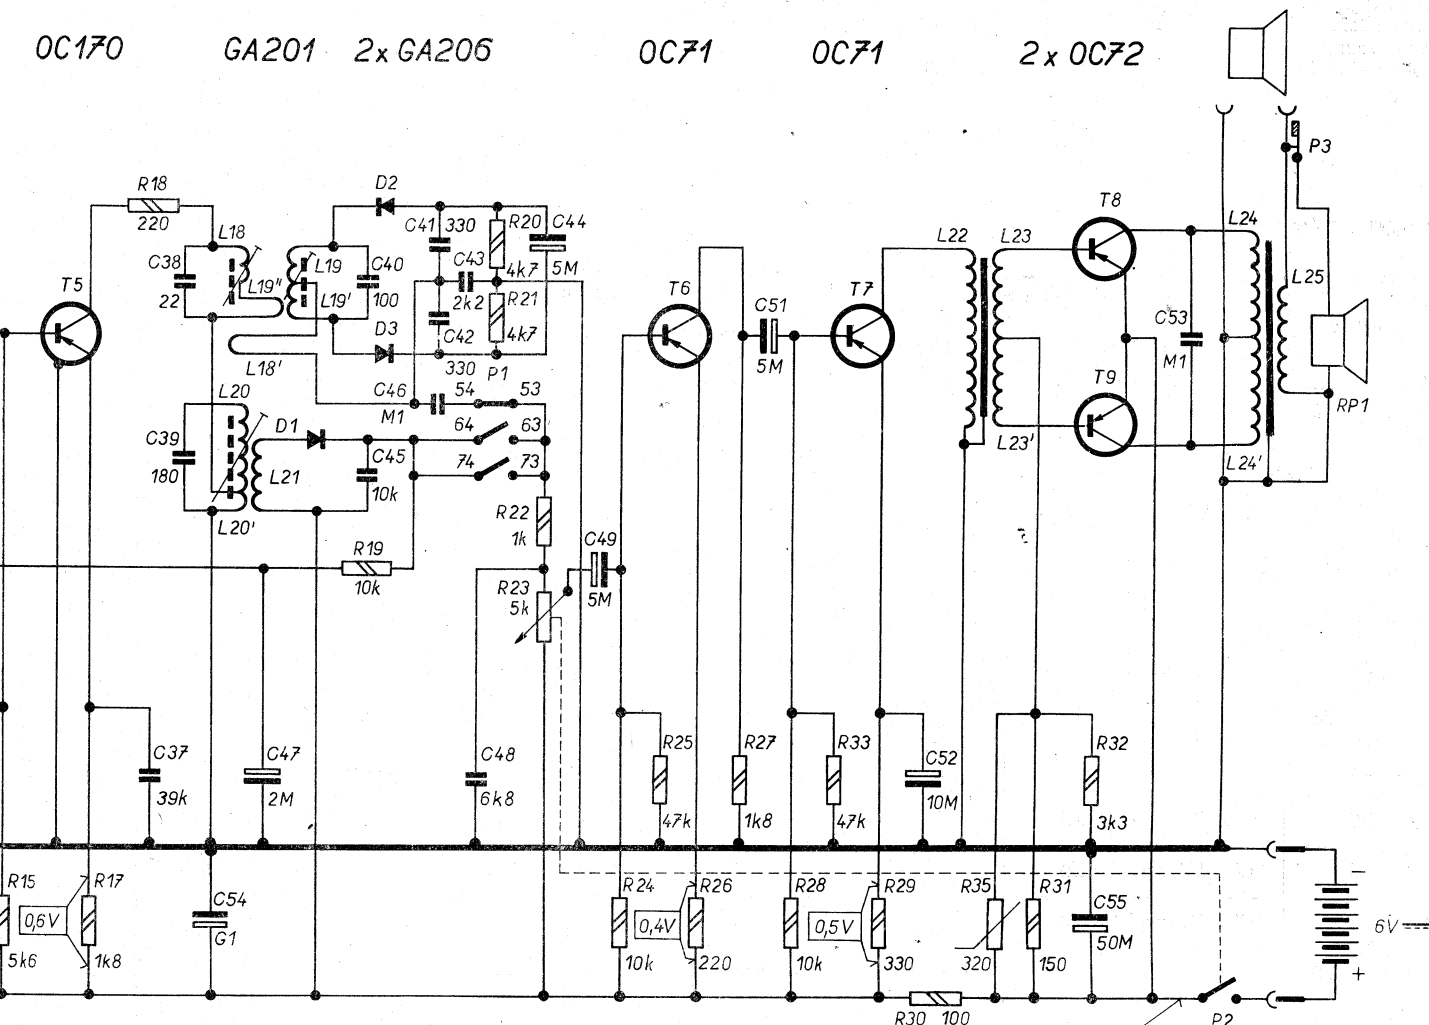 OC170 GA201 2x GA206 OC71 OC71 2x OC72
P3
R18 D2 T8
220 L18 C41 330 R20 C44 L22 L23 L24
C38 L19 C40 C43 4k7 5M L25
22 L19" L19' 100 2k2 R21
T5 T6 C51 T7 C53
D3 C42 4k7 M1
L18' 330 P1 5M T9
L20 C46 54 53 RP1
D1 M1 64 63
C39 C45 74 73 L23' L24'
180 L21 10k
L20' R22
1k
R19 C49
10k R23 5M
5k
C37 C47 C48 R25 R27 R33 C52 R32
39k 2M 6k8 47k 1k8 47k 10M 3k3
R15 R17 C54 R24 R26 R28 R29 R35 R31 C55
0,6V G1 0,4V 0,5V 50M 6V
5k6 1k8 10k 220 10k 330 320 150
R30 100 P2
− +